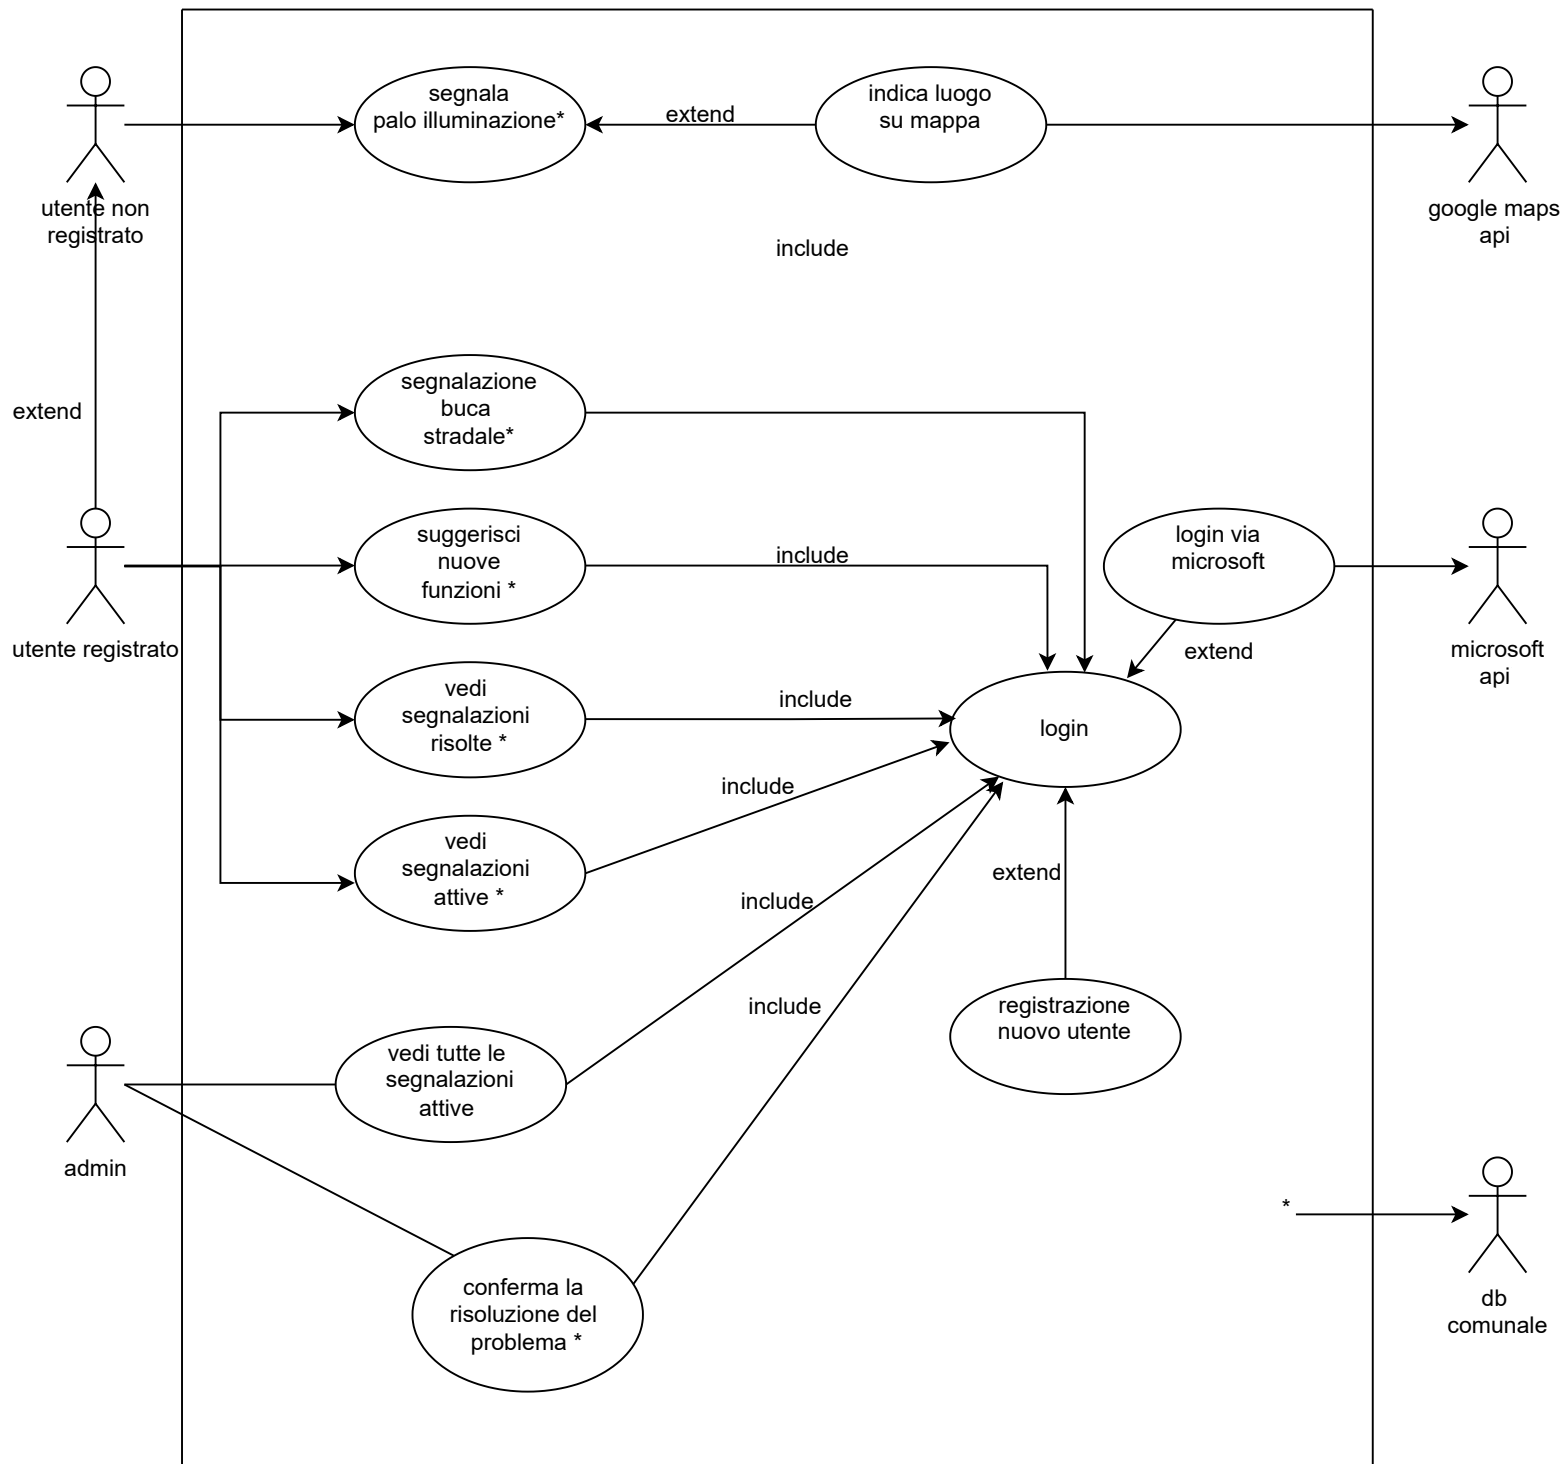 segnala
palo illuminazione*
extend
indica luogo
su mappa
utente non
registrato
google maps
api
include
extend
segnalazione
buca
stradale*
suggerisci
nuove
funzioni *
include
login via
microsoft
utente registrato
extend
microsoft
api
vedi
segnalazioni
risolte *
include
login
include
vedi
segnalazioni
attive *
extend
include
include
registrazione
nuovo utente
vedi tutte le
segnalazioni
attive
admin
*
conferma la
risoluzione del
problema *
db
comunale